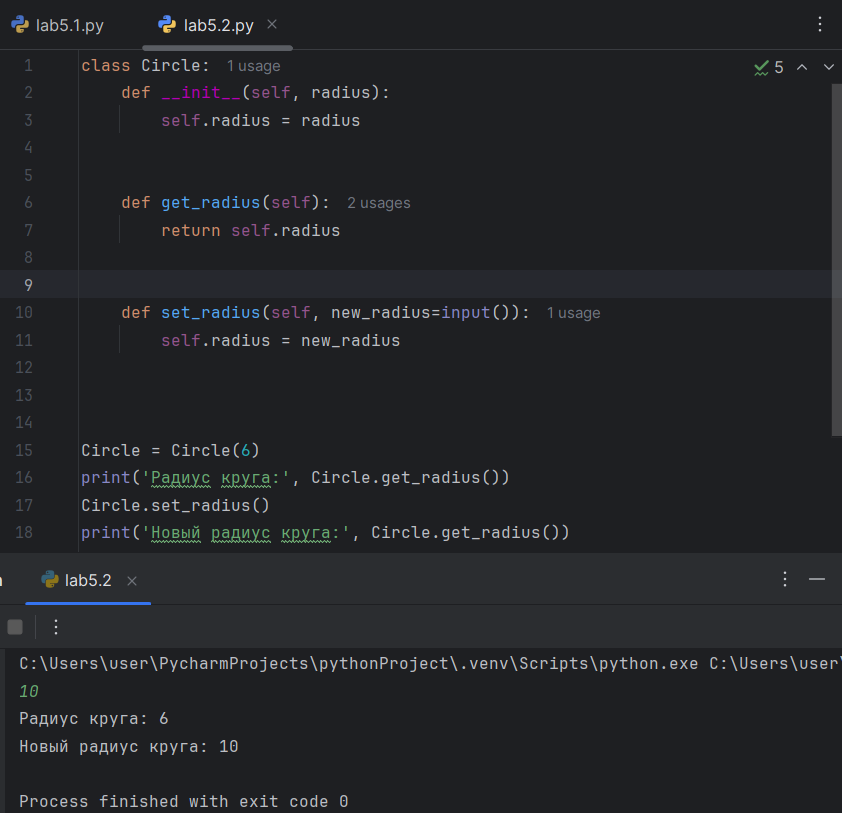 lab5.1.py lab5.2.py
1 class Circle: 1 usage 5
2 def __init__(self, radius):
3 self.radius = radius
4
5
6 def get_radius(self): 2 usages
7 return self.radius
8
9
10 def set_radius(self, new_radius=input()): 1 usage
11 self.radius = new_radius
12
13
14
15 Circle = Circle(6)
16 print('Радиус круга:', Circle.get_radius())
17 Circle.set_radius()
18 print('Новый радиус круга:', Circle.get_radius())
lab5.2
C:\Users\user\PycharmProjects\pythonProject\.venv\Scripts\python.exe C:\Users\user\
10
Радиус круга: 6
Новый радиус круга: 10
Process finished with exit code 0